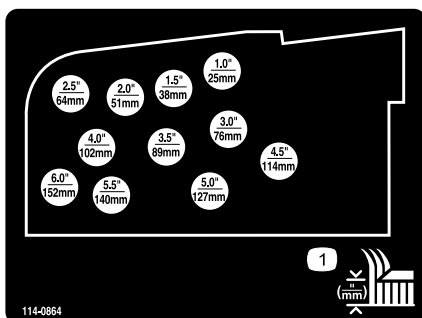 1.0"
25mm
1.5"
38mm
2.0"
51mm
2.5"
64mm
3.0"
76mm
3.5"
89mm
4.0"
102mm
4.5"
114mm
5.0"
127mm
5.5"
140mm
6.0"
152mm
1
"
(mm)
114-0864